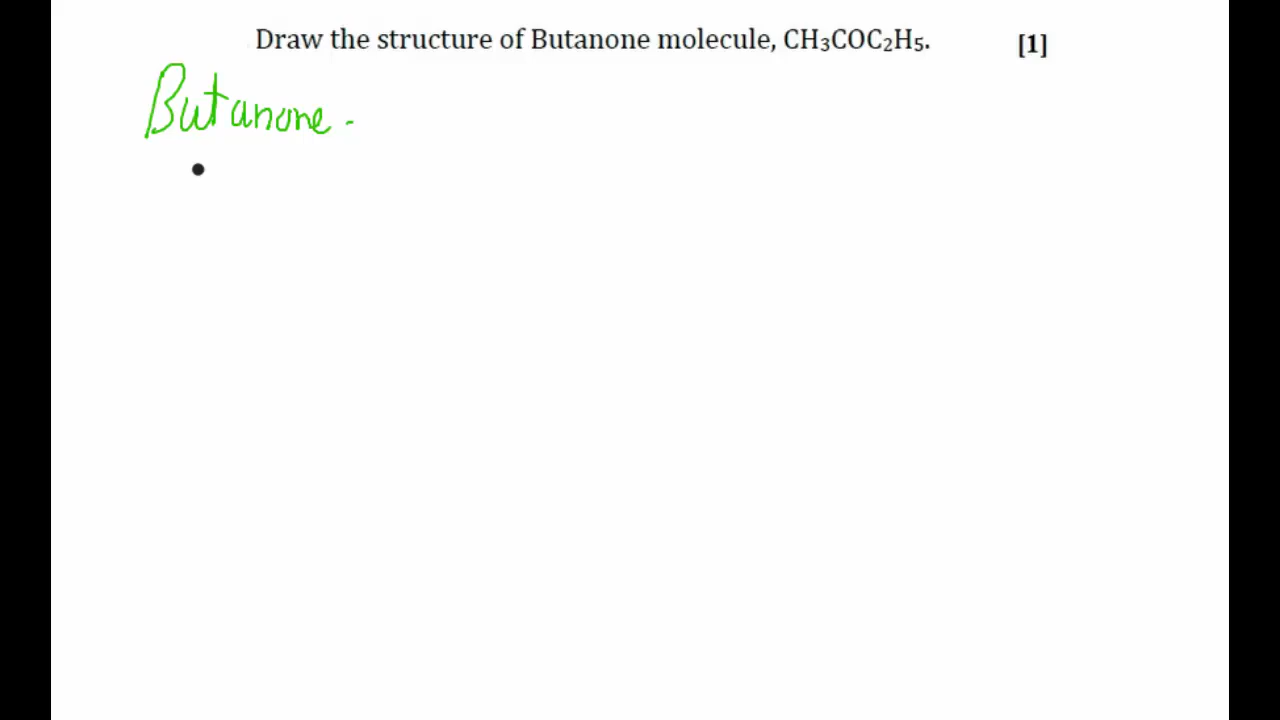 Draw the structure of Butanone molecule, CH₃COC₂H₅. [1]
Butanone -